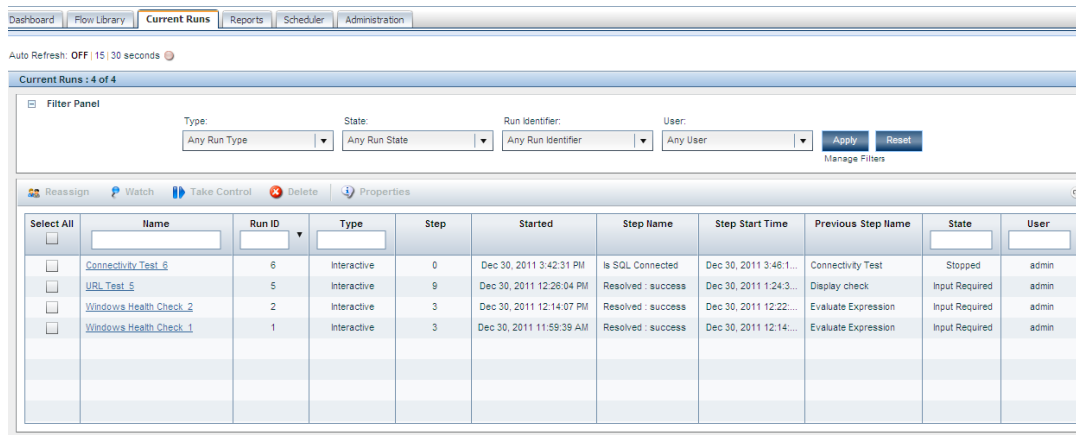 Dashboard Flow Library Current Runs Reports Scheduler Administration
Auto Refresh: OFF | 15 | 30 seconds
Current Runs : 4 of 4
Filter Panel
Type: State: Run Identifier: User:
Any Run Type Any Run State Any Run Identifier Any User Apply Reset
Manage Filters
Reassign Watch Take Control Delete Properties
Select All Name Run ID Type Step Started Step Name Step Start Time Previous Step Name State User
Connectivity Test 6 6 Interactive 0 Dec 30, 2011 3:42:31 PM Is SQL Connected Dec 30, 2011 3:46:1... Connectivity Test Stopped admin
URL Test 5 5 Interactive 9 Dec 30, 2011 12:26:04 PM Resolved : success Dec 30, 2011 1:24:3... Display check Input Required admin
Windows Health Check 2 2 Interactive 3 Dec 30, 2011 12:14:07 PM Resolved : success Dec 30, 2011 12:22:... Evaluate Expression Input Required admin
Windows Health Check 1 1 Interactive 3 Dec 30, 2011 11:59:39 AM Resolved : success Dec 30, 2011 12:14:... Evaluate Expression Input Required admin